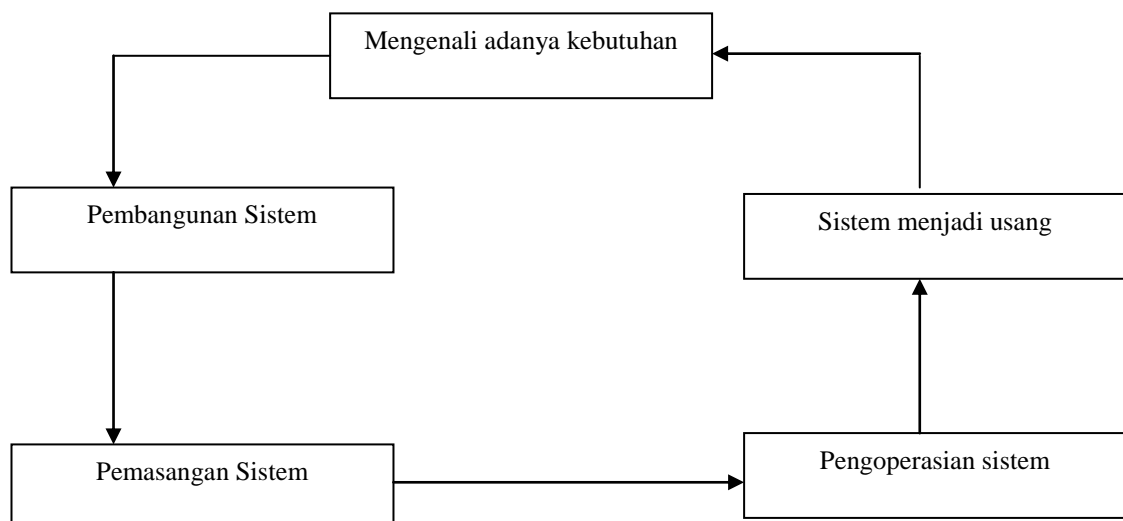 Mengenali adanya kebutuhan
Pembangunan Sistem
Sistem menjadi usang
Pemasangan Sistem
Pengoperasian sistem